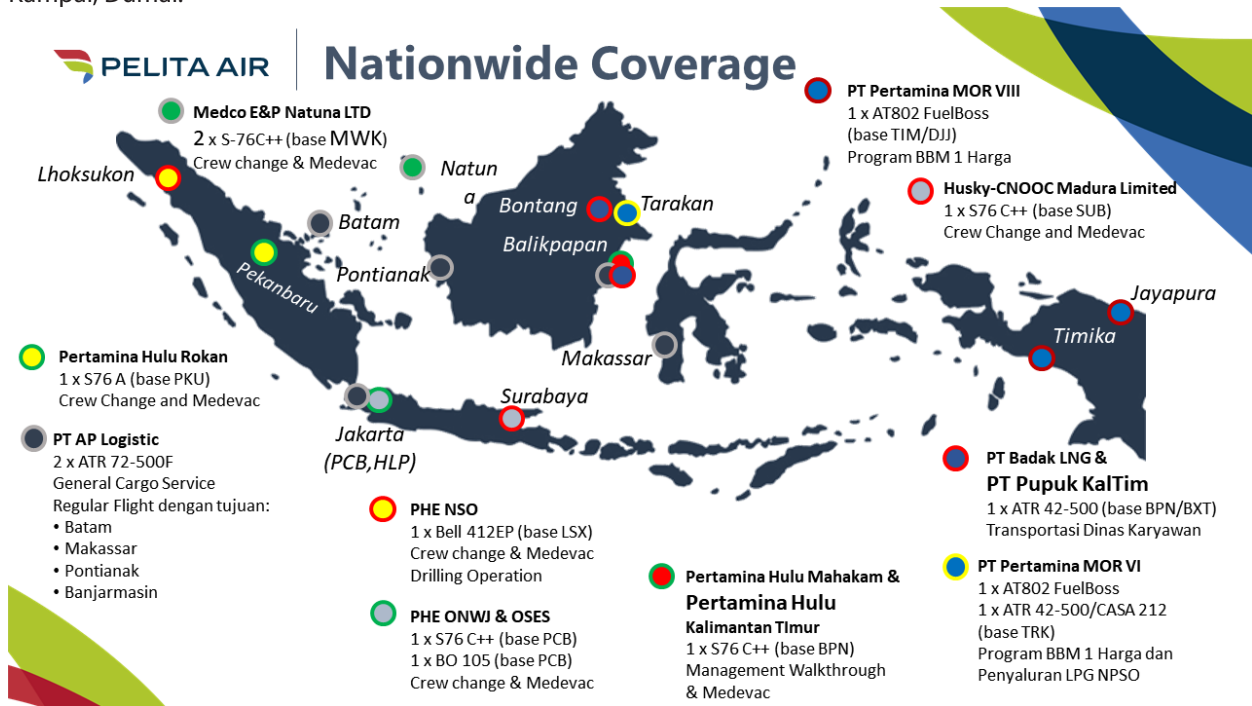 Kampai, Dumai.
PELITA AIR
Nationwide Coverage
Medco E&P Natuna LTD
2 x S-76C++ (base MWK)
Crew change & Medevac
PT Pertamina MOR VIII
1 x AT802 FuelBoss
(base TIM/DJJ)
Program BBM 1 Harga
Husky-CNOOC Madura Limited
1 x S76 C++ (base SUB)
Crew Change and Medevac
Lhoksukon
Natun
a
Batam
Bontang
Tarakan
Balikpapan
Pontianak
Pekanbaru
Makassar
Jayapura
Timika
Surabaya
Jakarta
(PCB,HLP)
Pertamina Hulu Rokan
1 x S76 A (base PKU)
Crew Change and Medevac
PT AP Logistic
2 x ATR 72-500F
General Cargo Service
Regular Flight dengan tujuan:
• Batam
• Makassar
• Pontianak
• Banjarmasin
PHE NSO
1 x Bell 412EP (base LSX)
Crew change & Medevac
Drilling Operation
PHE ONWJ & OSES
1 x S76 C++ (base PCB)
1 x BO 105 (base PCB)
Crew change & Medevac
Pertamina Hulu Mahakam &
Pertamina Hulu
Kalimantan TImur
1 x S76 C++ (base BPN)
Management Walkthrough
& Medevac
PT Badak LNG &
PT Pupuk KalTim
1 x ATR 42-500 (base BPN/BXT)
Transportasi Dinas Karyawan
PT Pertamina MOR VI
1 x AT802 FuelBoss
1 x ATR 42-500/CASA 212
(base TRK)
Program BBM 1 Harga dan
Penyaluran LPG NPSO